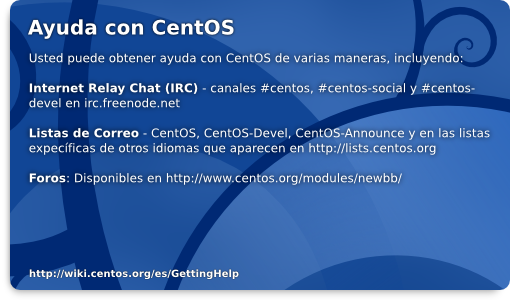 Ayuda con CentOS
Usted puede obtener ayuda con CentOS de varias maneras, incluyendo:
Internet Relay Chat (IRC) - canales #centos, #centos-social y #centos-
devel en irc.freenode.net
Listas de Correo - CentOS, CentOS-Devel, CentOS-Announce y en las listas
expecíficas de otros idiomas que aparecen en http://lists.centos.org
Foros: Disponibles en http://www.centos.org/modules/newbb/
http://wiki.centos.org/es/GettingHelp